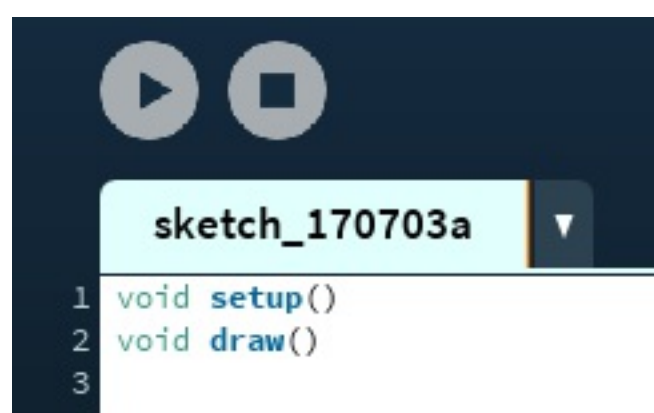 sketch_170703a
1 void setup()
2 void draw()
3